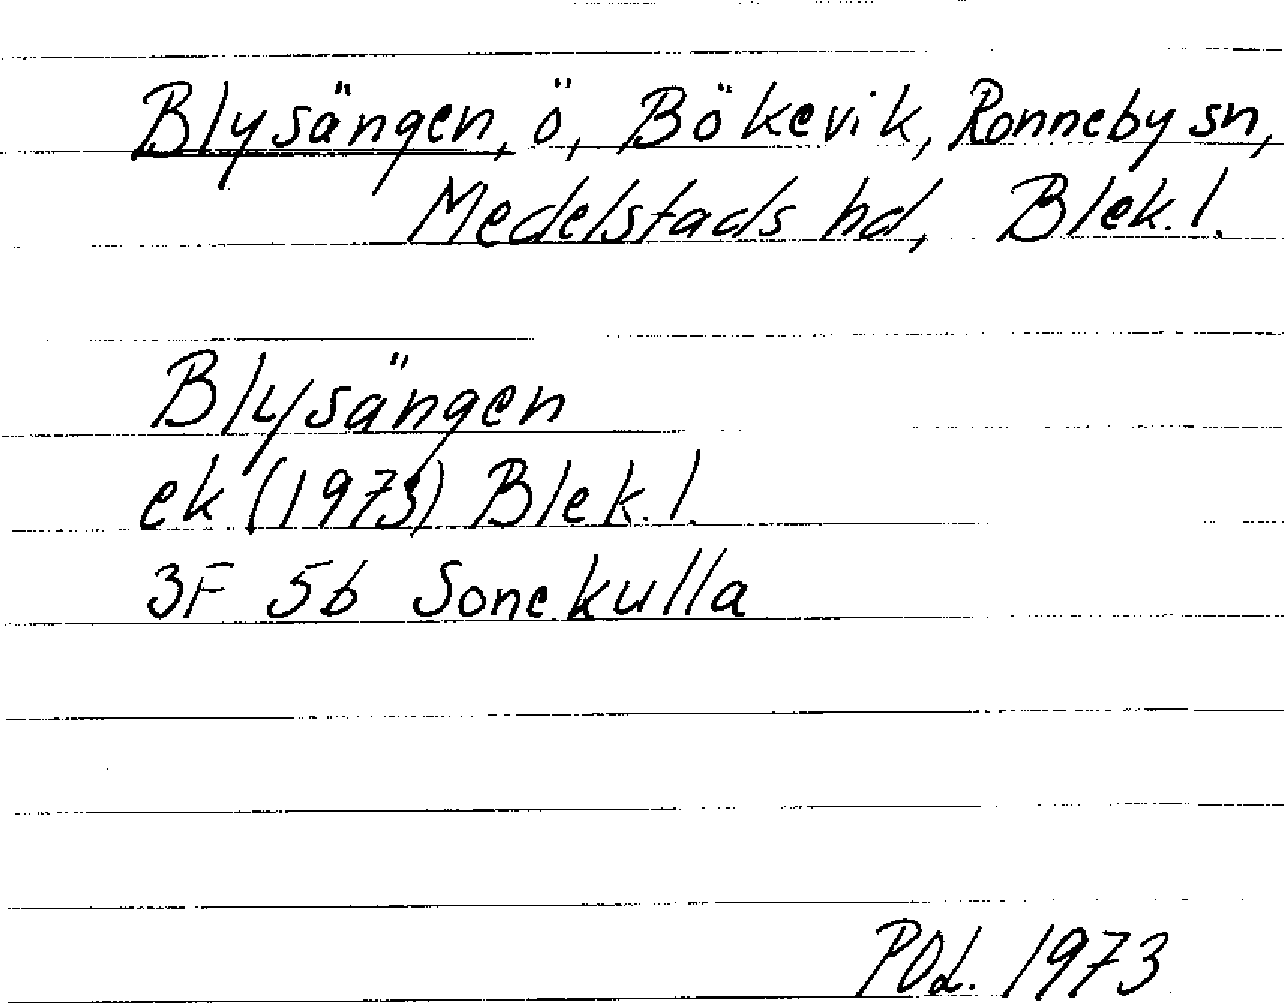 Blysängen, ö, Bökevik, Ronneby sn,
Medelstads hd, Blek. l.
Blysängen
ek (1973) Blek. l.
3F 5b Sonekulla
POL. 1973